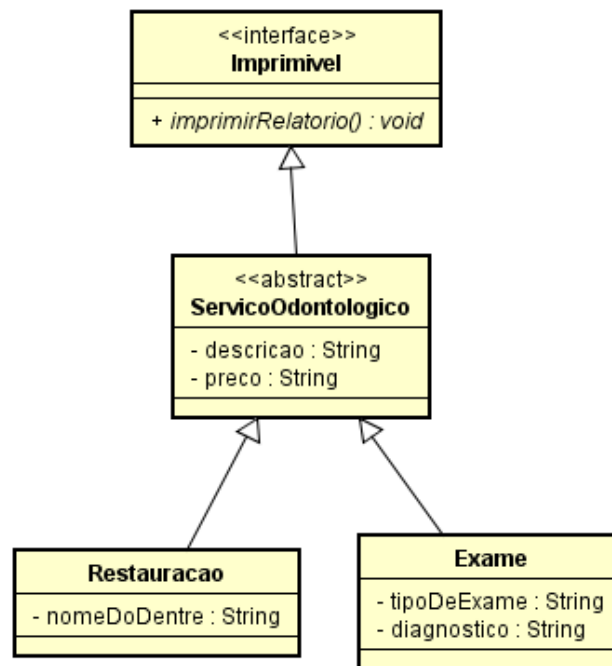 <<interface>>
Imprimivel
+ imprimirRelatorio() : void
<<abstract>>
ServicoOdontologico
- descricao : String
- preco : String
Restauracao
- nomeDoDentre : String
Exame
- tipoDeExame : String
- diagnostico : String